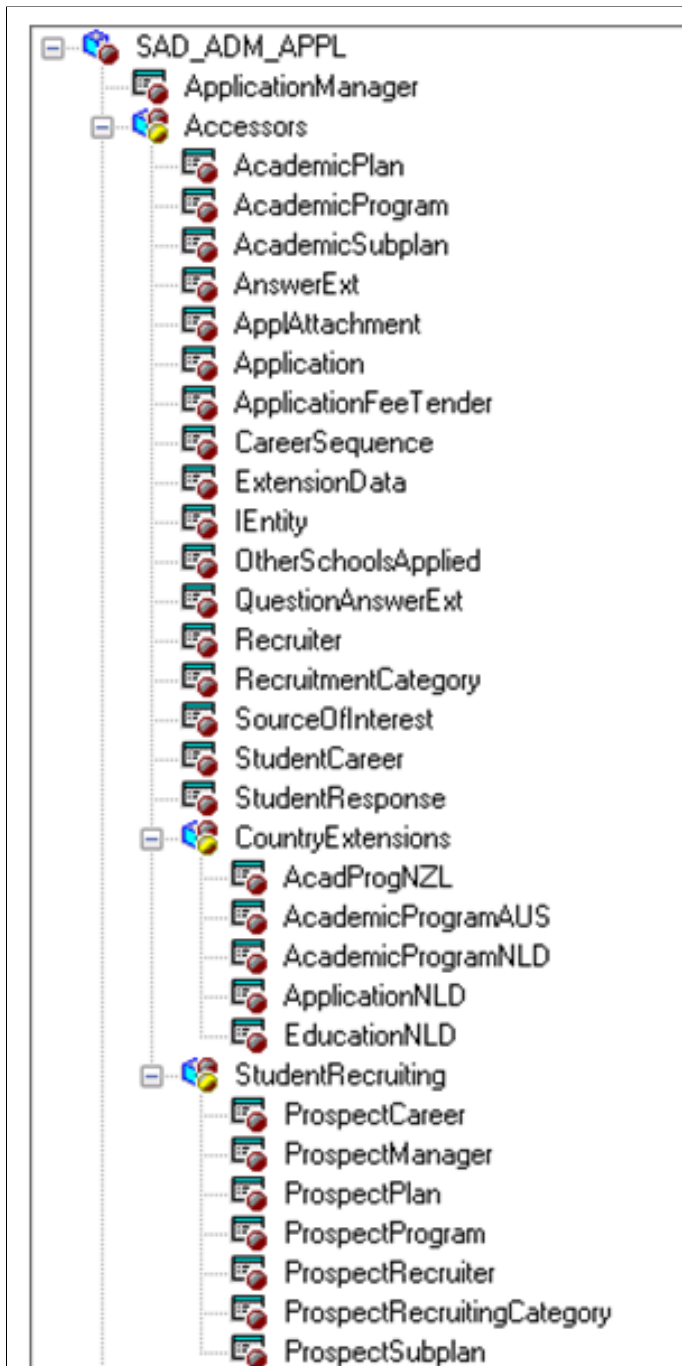 SAD_ADM_APPL
ApplicationManager
Accessors
AcademicPlan
AcademicProgram
AcademicSubplan
AnswerExt
ApplAttachment
Application
ApplicationFeeTender
CareerSequence
ExtensionData
IEntity
OtherSchoolsApplied
QuestionAnswerExt
Recruiter
RecruitmentCategory
SourceOfInterest
StudentCareer
StudentResponse
CountryExtensions
AcadProgNZL
AcademicProgramAUS
AcademicProgramNLD
ApplicationNLD
EducationNLD
StudentRecruiting
ProspectCareer
ProspectManager
ProspectPlan
ProspectProgram
ProspectRecruiter
ProspectRecruitingCategory
ProspectSubplan